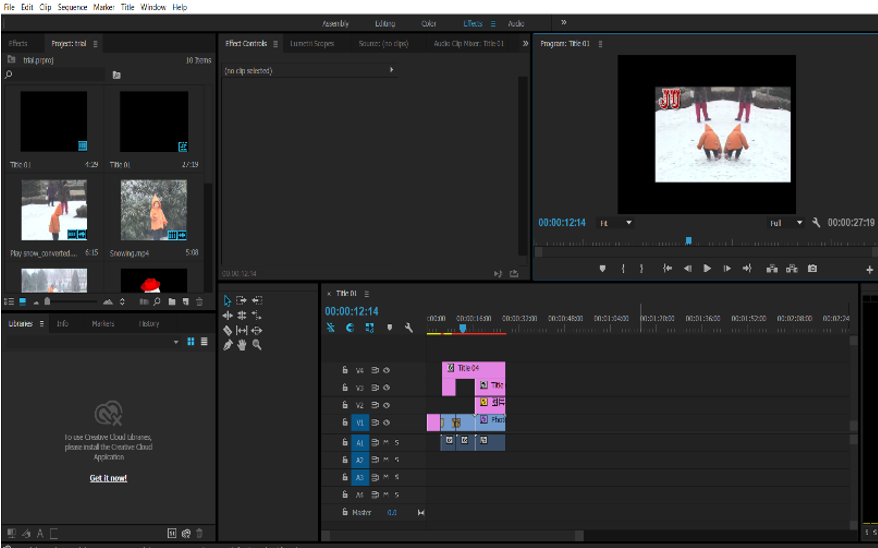 File Edit Clip Sequence Marker Title Window Help
Assembly Editing Color Effects Audio
Effects Project: trial
trial.prproj 10 Items
Title 01 4:29 Title 01 27:19
Play snow_converted.... 6:15 Snowing.mp4 5:08
Effect Controls Lumetri Scopes Source: (no clips) Audio Clip Mixer: Title 01
(no clip selected)
00:00:12:14
Program: Title 01
JJ
00:00:12:14 Fit Full 00:00:27:19
Libraries Info Markers History
To use Creative Cloud Libraries,
please install the Creative Cloud
Application
Get it now!
× Title 01
00:00:12:14
:00:00 00:00:16:00 00:00:32:00 00:00:48:00 00:01:04:00 00:01:20:00 00:01:36:00 00:01:52:00 00:02:08:00 00:02:24
V4 Title 04
V3 Title
V2
V1 Phot
A1 M S
A2 M S
A3 M S
A4 M S
Master 0.0
S S